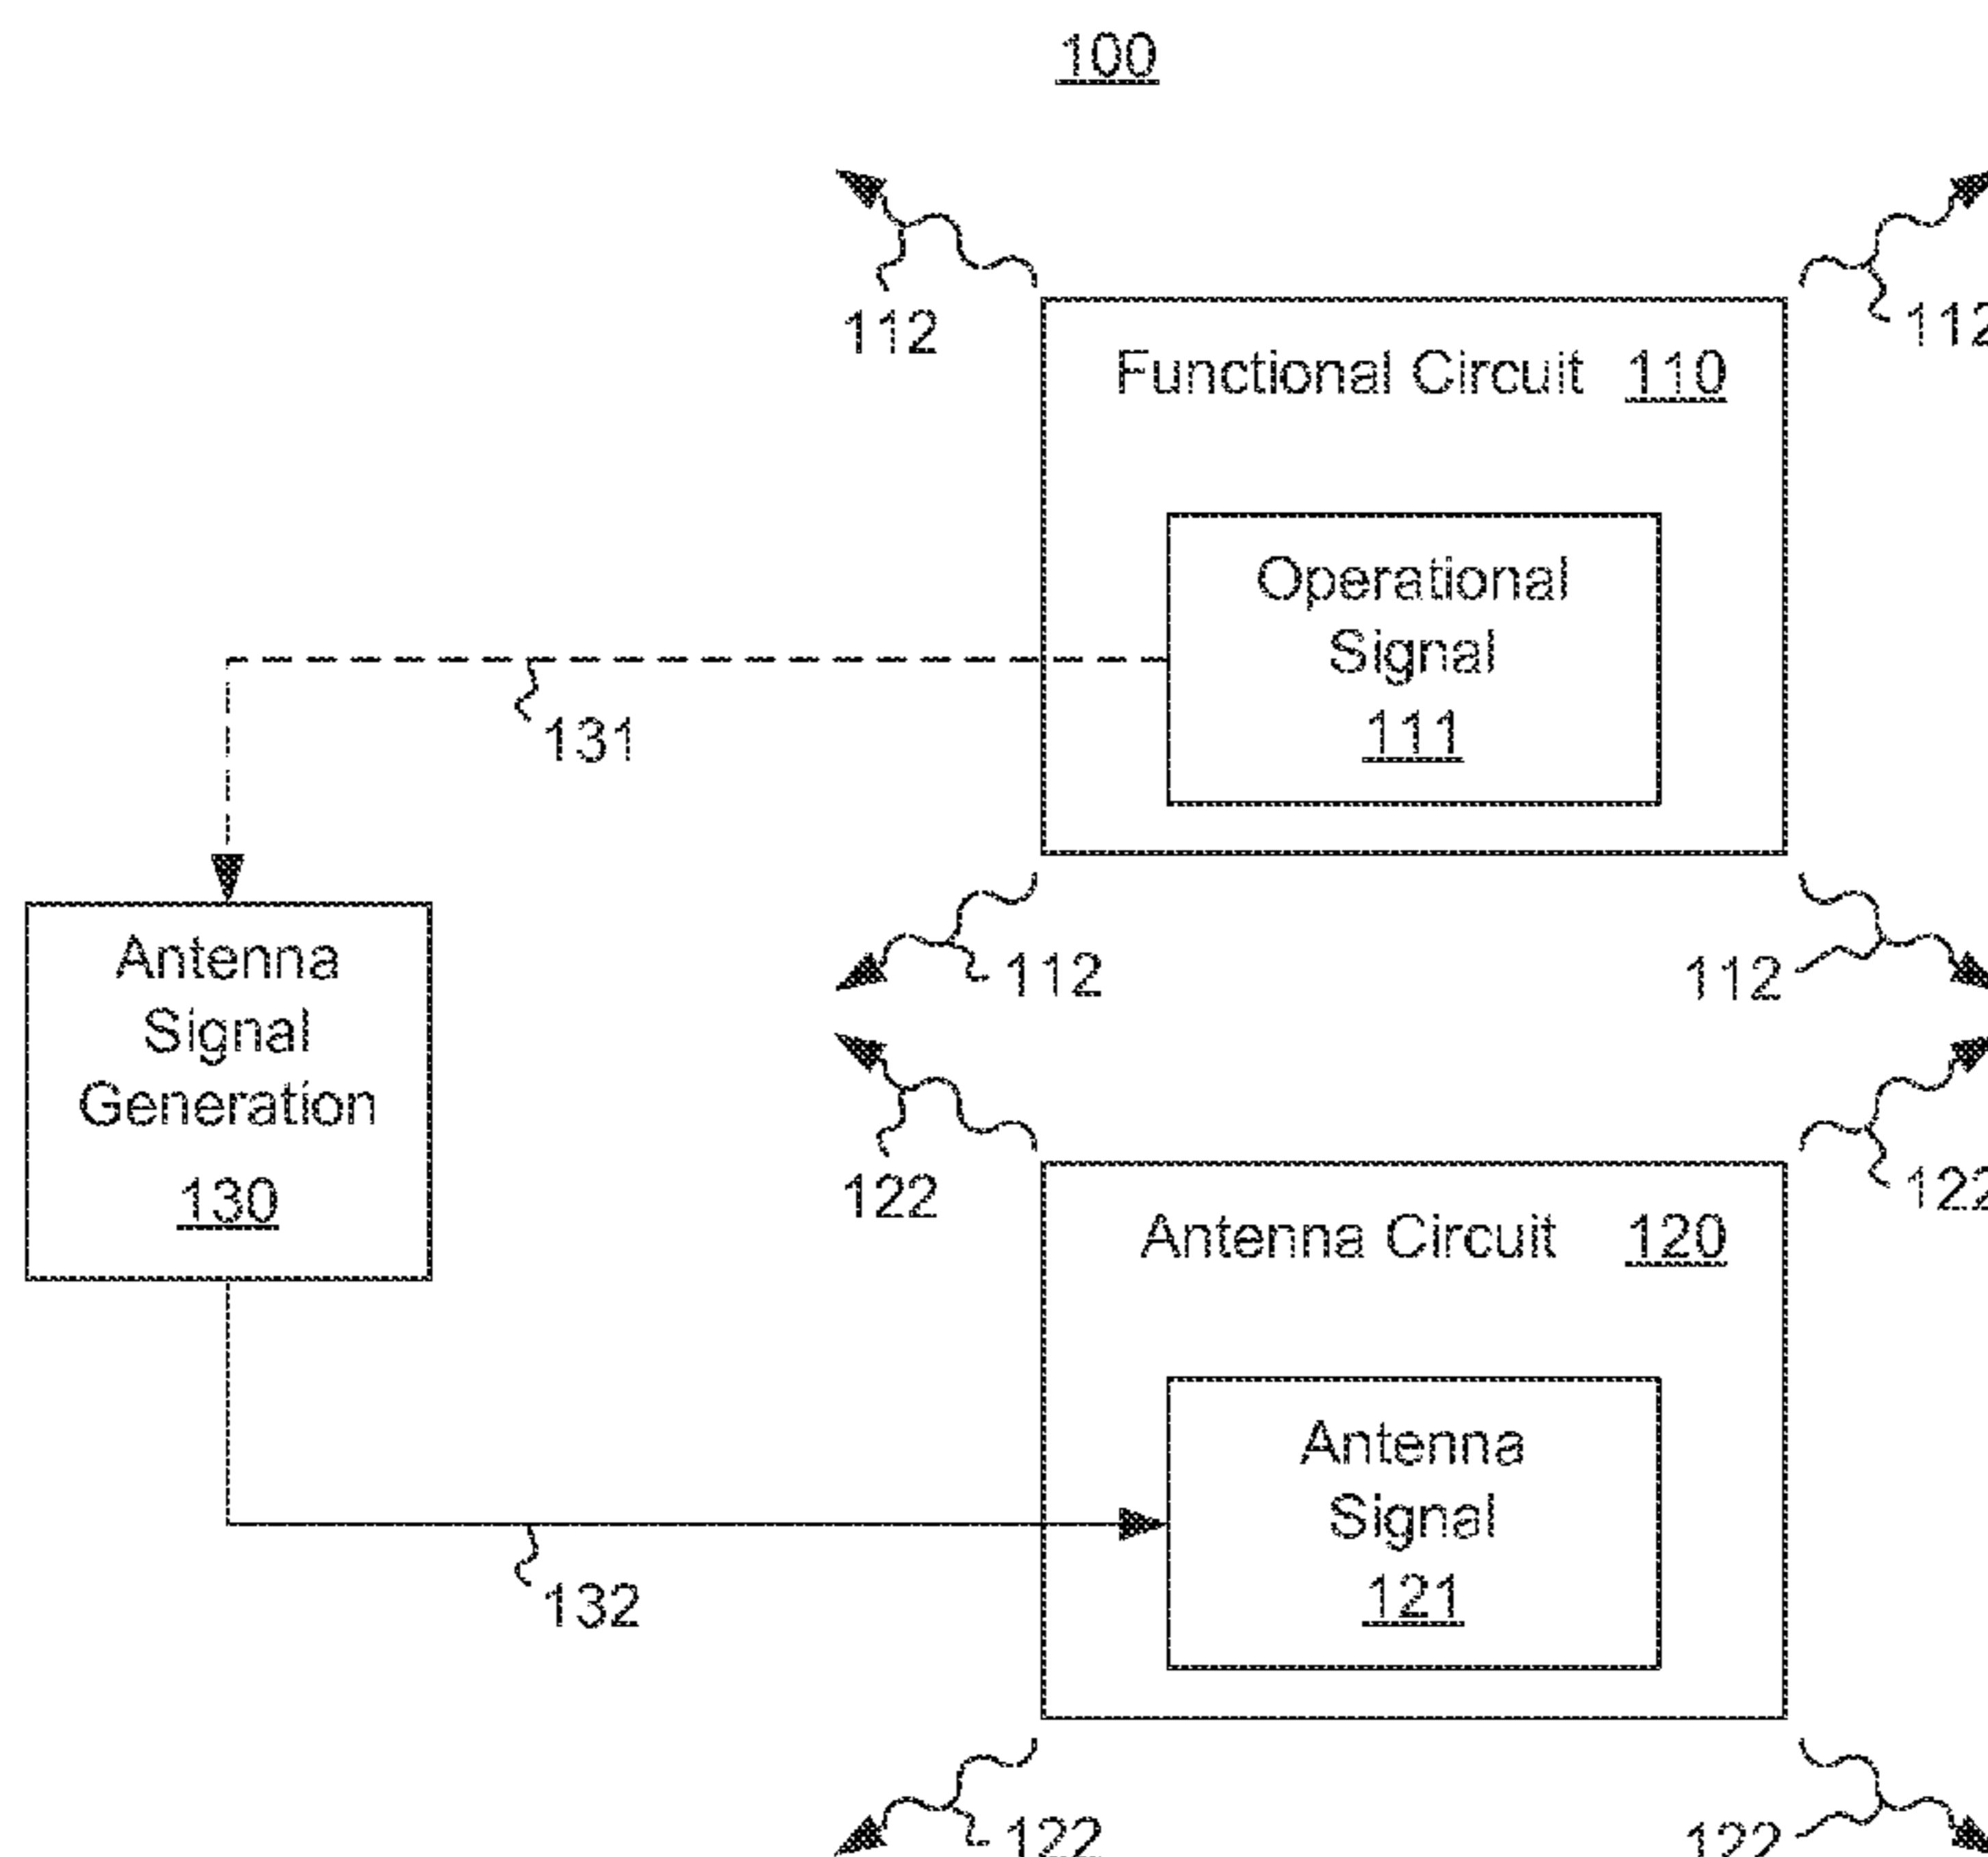 100
112
112
Functional Circuit 110
Operational
Signal
111
131
Antenna
Signal
Generation
130
112
112
122
122
Antenna Circuit 120
Antenna
Signal
121
132
122
122